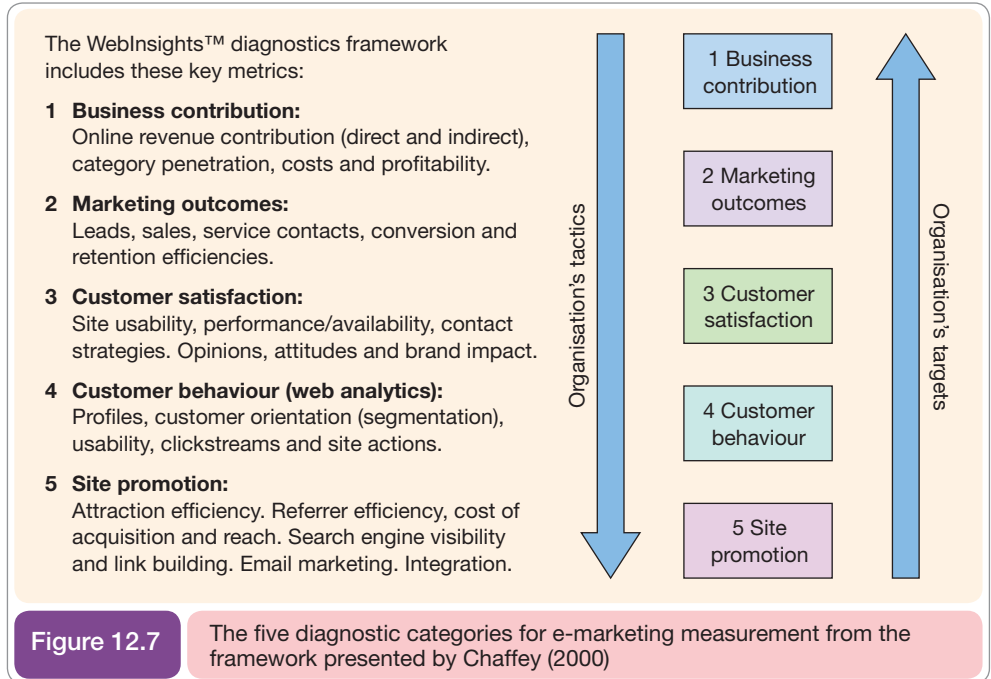 The WebInsights™ diagnostics framework
includes these key metrics:
1 Business contribution:
Online revenue contribution (direct and indirect),
category penetration, costs and profitability.
2 Marketing outcomes:
Leads, sales, service contacts, conversion and
retention efficiencies.
3 Customer satisfaction:
Site usability, performance/availability, contact
strategies. Opinions, attitudes and brand impact.
4 Customer behaviour (web analytics):
Profiles, customer orientation (segmentation),
usability, clickstreams and site actions.
5 Site promotion:
Attraction efficiency. Referrer efficiency, cost of
acquisition and reach. Search engine visibility
and link building. Email marketing. Integration.
Organisation's tactics
1 Business
contribution
2 Marketing
outcomes
3 Customer
satisfaction
4 Customer
behaviour
5 Site
promotion
Organisation's targets
Figure 12.7
The five diagnostic categories for e-marketing measurement from the
framework presented by Chaffey (2000)